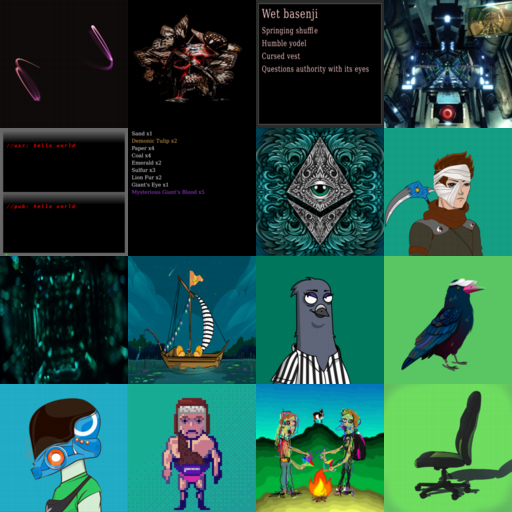 Wet basenji
Springing shuffle
Humble yodel
Cursed vest
Questions authority with its eyes
//usr: hello world
//pub: hello world
Sand x1
Demonic Tulip x2
Paper x4
Coal x4
Emerald x2
Sulfur x3
Lion Fur x2
Giant's Eye x1
Mysterious Giant's Blood x5